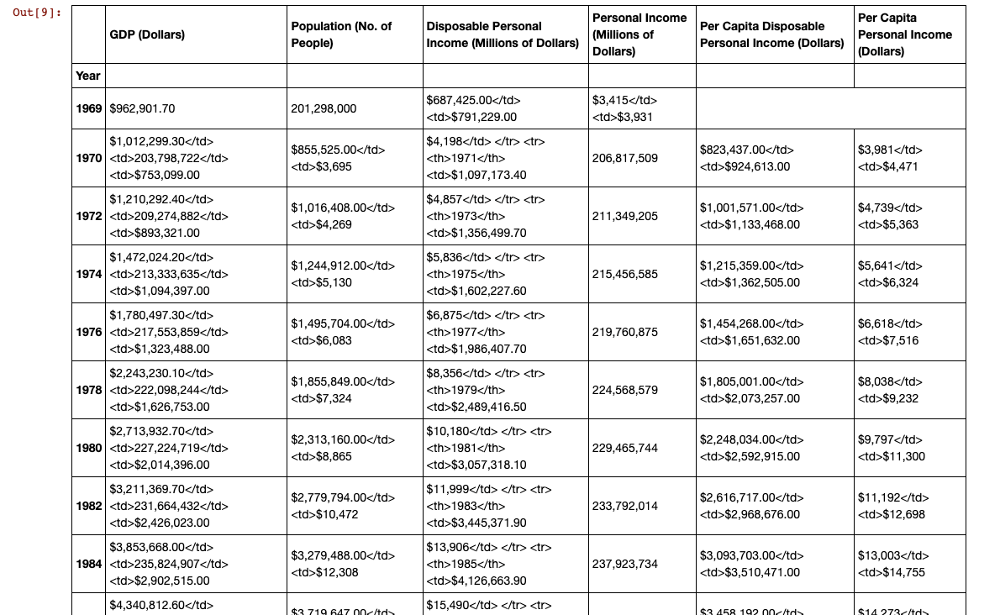 Out[9]:
GDP (Dollars)
Population (No. of
People)
Disposable Personal
Income (Millions of Dollars)
Personal Income
(Millions of
Dollars)
Per Capita Disposable
Personal Income (Dollars)
Per Capita
Personal Income
(Dollars)
Year
1969
$962,901.70
201,298,000
$687,425.00</td>
<td>$791,229.00
$3,415</td>
<td>$3,931
1970
$1,012,299.30</td>
<td>203,798,722</td>
<td>$753,099.00
$855,525.00</td>
<td>$3,695
$4,198</td> </tr> <tr>
<th>1971</th>
<td>$1,097,173.40
206,817,509
$823,437.00</td>
<td>$924,613.00
$3,981</td>
<td>$4,471
1972
$1,210,292.40</td>
<td>209,274,882</td>
<td>$893,321.00
$1,016,408.00</td>
<td>$4,269
$4,857</td> </tr> <tr>
<th>1973</th>
<td>$1,356,499.70
211,349,205
$1,001,571.00</td>
<td>$1,133,468.00
$4,739</td>
<td>$5,363
1974
$1,472,024.20</td>
<td>213,333,635</td>
<td>$1,094,397.00
$1,244,912.00</td>
<td>$5,130
$5,836</td> </tr> <tr>
<th>1975</th>
<td>$1,602,227.60
215,456,585
$1,215,359.00</td>
<td>$1,362,505.00
$5,641</td>
<td>$6,324
1976
$1,780,497.30</td>
<td>217,553,859</td>
<td>$1,323,488.00
$1,495,704.00</td>
<td>$6,083
$6,875</td> </tr> <tr>
<th>1977</th>
<td>$1,986,407.70
219,760,875
$1,454,268.00</td>
<td>$1,651,632.00
$6,618</td>
<td>$7,516
1978
$2,243,230.10</td>
<td>222,098,244</td>
<td>$1,626,753.00
$1,855,849.00</td>
<td>$7,324
$8,356</td> </tr> <tr>
<th>1979</th>
<td>$2,489,416.50
224,568,579
$1,805,001.00</td>
<td>$2,073,257.00
$8,038</td>
<td>$9,232
1980
$2,713,932.70</td>
<td>227,224,719</td>
<td>$2,014,396.00
$2,313,160.00</td>
<td>$8,865
$10,180</td> </tr> <tr>
<th>1981</th>
<td>$3,057,318.10
229,465,744
$2,248,034.00</td>
<td>$2,592,915.00
$9,797</td>
<td>$11,300
1982
$3,211,369.70</td>
<td>231,664,432</td>
<td>$2,426,023.00
$2,779,794.00</td>
<td>$10,472
$11,999</td> </tr> <tr>
<th>1983</th>
<td>$3,445,371.90
233,792,014
$2,616,717.00</td>
<td>$2,968,676.00
$11,192</td>
<td>$12,698
1984
$3,853,668.00</td>
<td>235,824,907</td>
<td>$2,902,515.00
$3,279,488.00</td>
<td>$12,308
$13,906</td> </tr> <tr>
<th>1985</th>
<td>$4,126,663.90
237,923,734
$3,093,703.00</td>
<td>$3,510,471.00
$13,003</td>
<td>$14,755
$4,340,812.60</td>
$3,719,647.00</td>
$15,490</td> </tr> <tr>
$3,458,192.00</td>
$14,273</td>